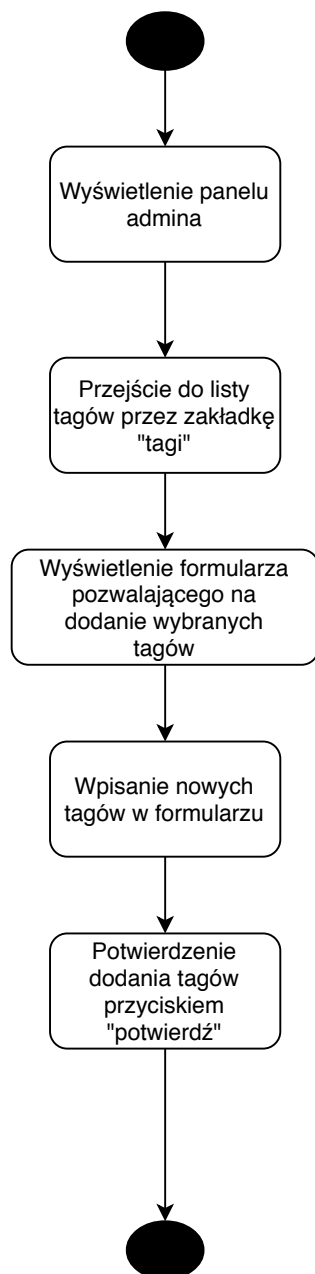 Wyświetlenie panelu
admina
Przejście do listy
tagów przez zakładkę
"tagi"
Wyświetlenie formularza
pozwalającego na
dodanie wybranych
tagów
Wpisanie nowych
tagów w formularzu
Potwierdzenie
dodania tagów
przyciskiem
"potwierdź"